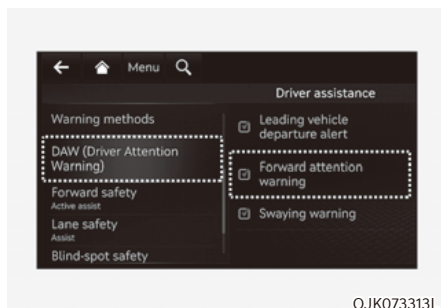 Menu
Driver assistance
Warning methods
DAW (Driver Attention
Warning)
Forward safety
Active assist
Lane safety
Assist
Blind-spot safety
Leading vehicle
departure alert
Forward attention
warning
Swaying warning
OJK073313L